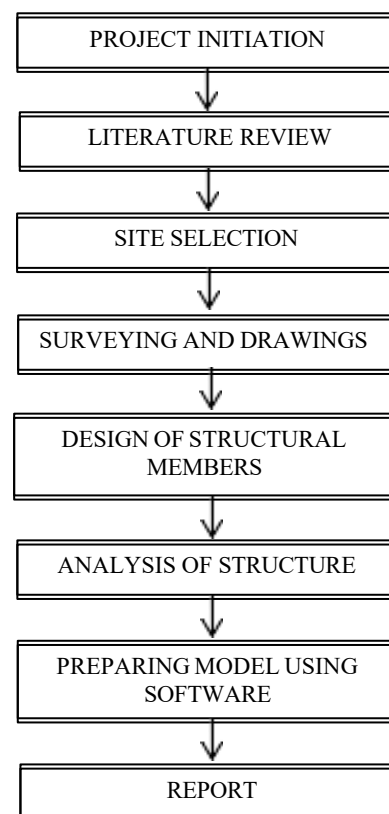 PROJECT INITIATION
LITERATURE REVIEW
SITE SELECTION
SURVEYING AND DRAWINGS
DESIGN OF STRUCTURAL
MEMBERS
ANALYSIS OF STRUCTURE
PREPARING MODEL USING
SOFTWARE
REPORT